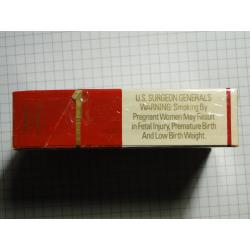 U.S. SURGEON GENERAL'S
WARNING: Smoking By
Pregnant Women May Result
in Fetal Injury, Premature Birth
And Low Birth Weight.